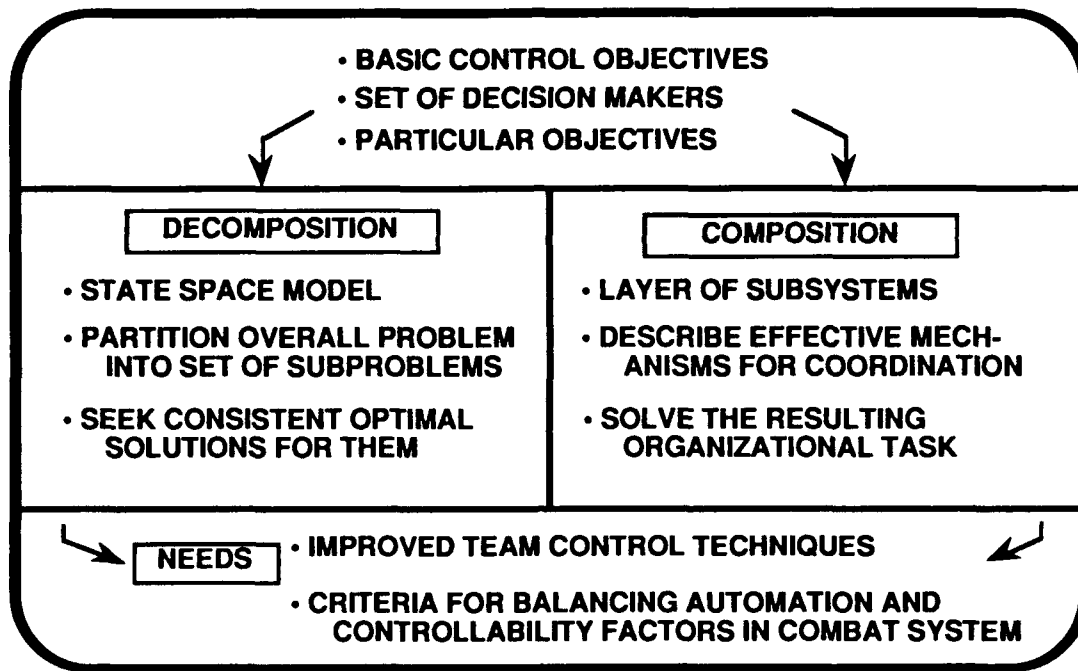 • BASIC CONTROL OBJECTIVES
• SET OF DECISION MAKERS
• PARTICULAR OBJECTIVES
DECOMPOSITION
• STATE SPACE MODEL
• PARTITION OVERALL PROBLEM
INTO SET OF SUBPROBLEMS
• SEEK CONSISTENT OPTIMAL
SOLUTIONS FOR THEM
COMPOSITION
• LAYER OF SUBSYSTEMS
• DESCRIBE EFFECTIVE MECH-
ANISMS FOR COORDINATION
• SOLVE THE RESULTING
ORGANIZATIONAL TASK
NEEDS
• IMPROVED TEAM CONTROL TECHNIQUES
• CRITERIA FOR BALANCING AUTOMATION AND
CONTROLLABILITY FACTORS IN COMBAT SYSTEM